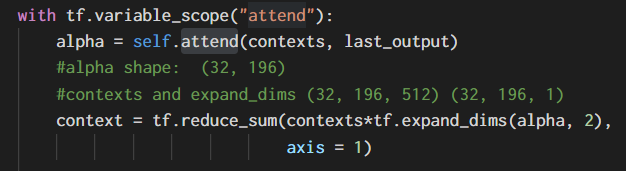 with tf.variable_scope("attend"):
alpha = self.attend(contexts, last_output)
#alpha shape:  (32, 196)
#contexts and expand_dims (32, 196, 512) (32, 196, 1)
context = tf.reduce_sum(contexts*tf.expand_dims(alpha, 2),
axis = 1)